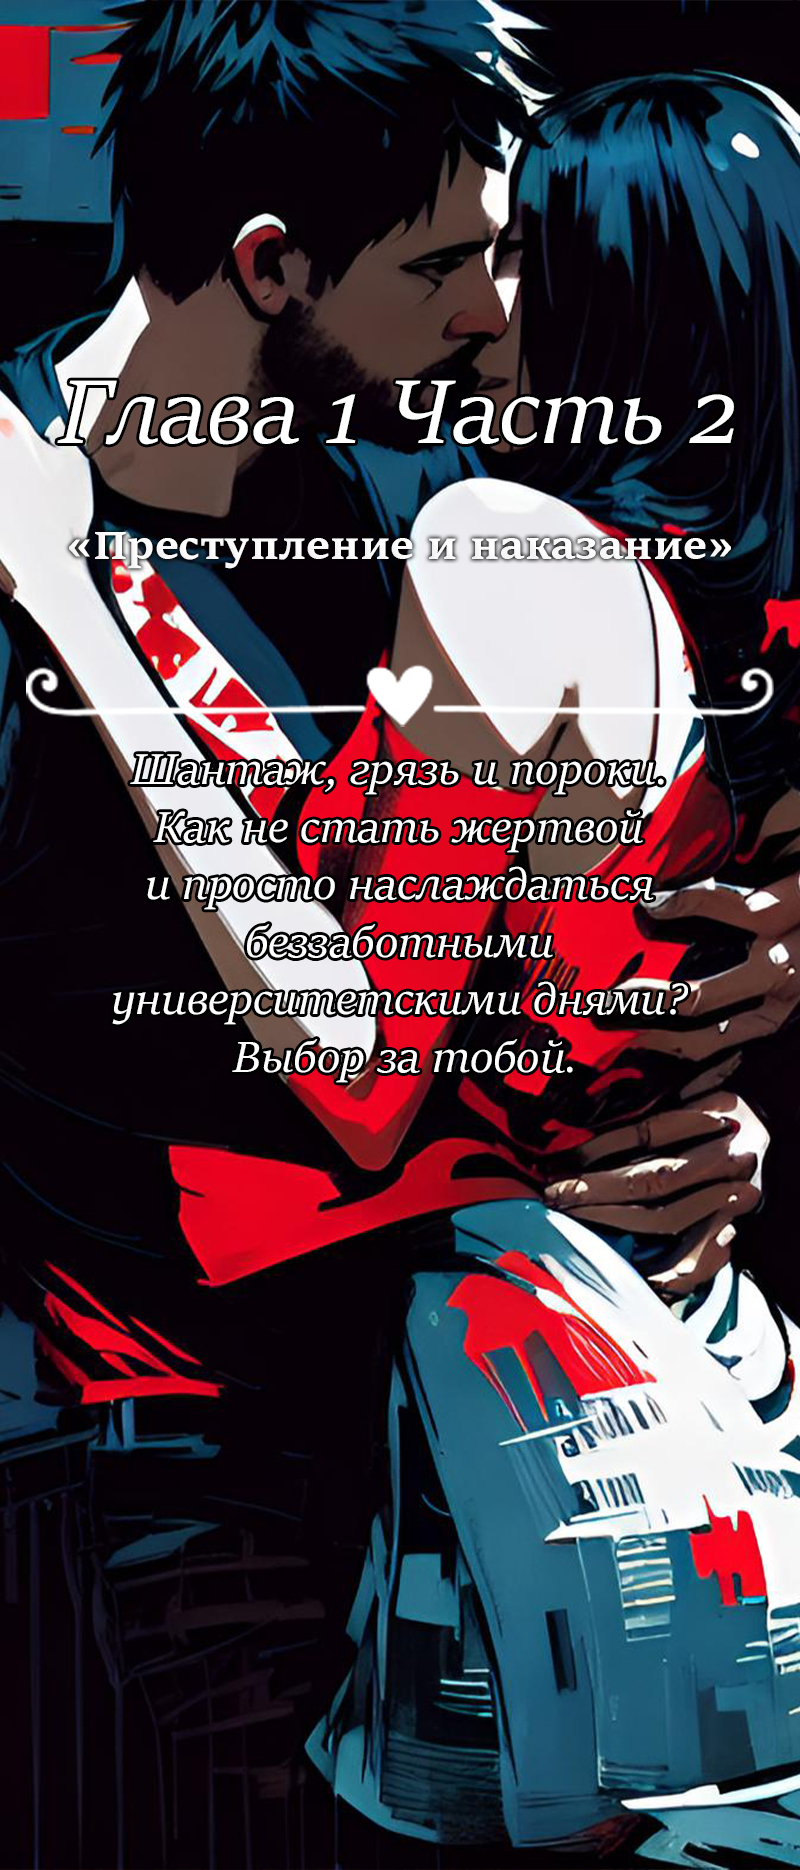 Глава 1 Часть 2
«Преступление и наказание»
Шантаж, грязь и пороки.
Как не стать жертвой
и просто наслаждаться
беззаботными
университетскими днями?
Выбор за тобой.